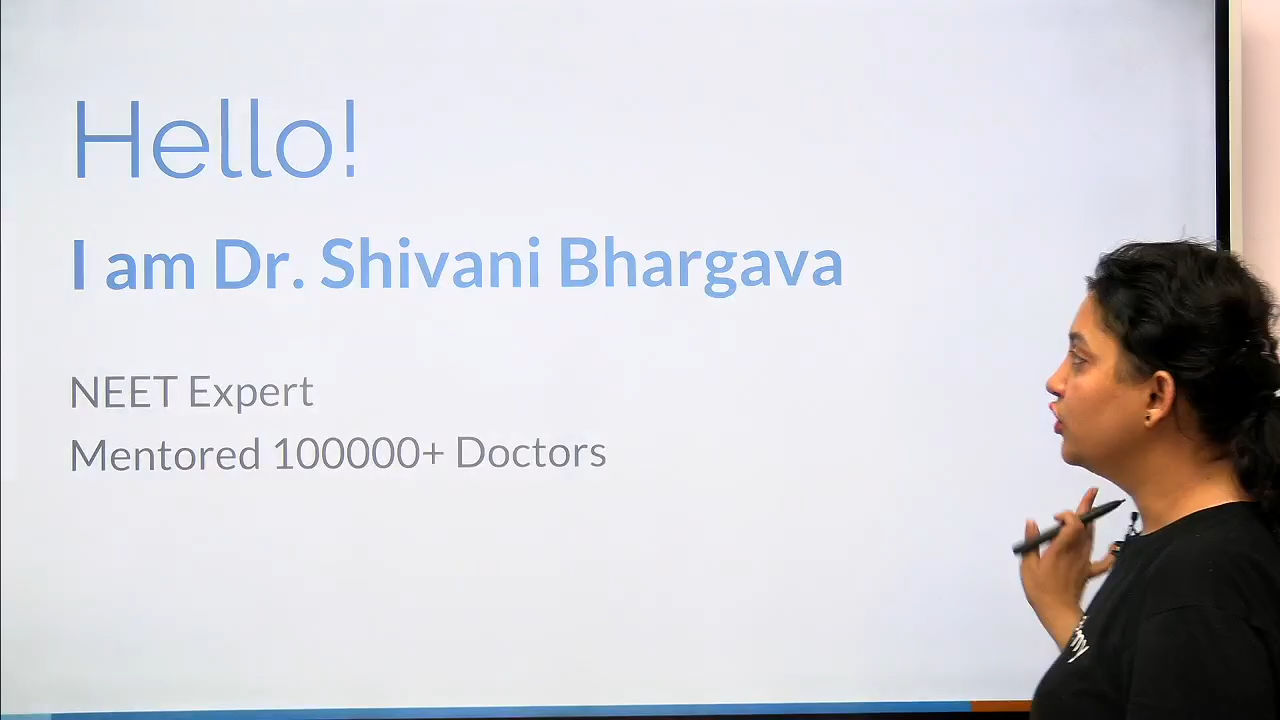 Hello!
I am Dr. Shivani Bhargava
NEET Expert
Mentored 100000+ Doctors